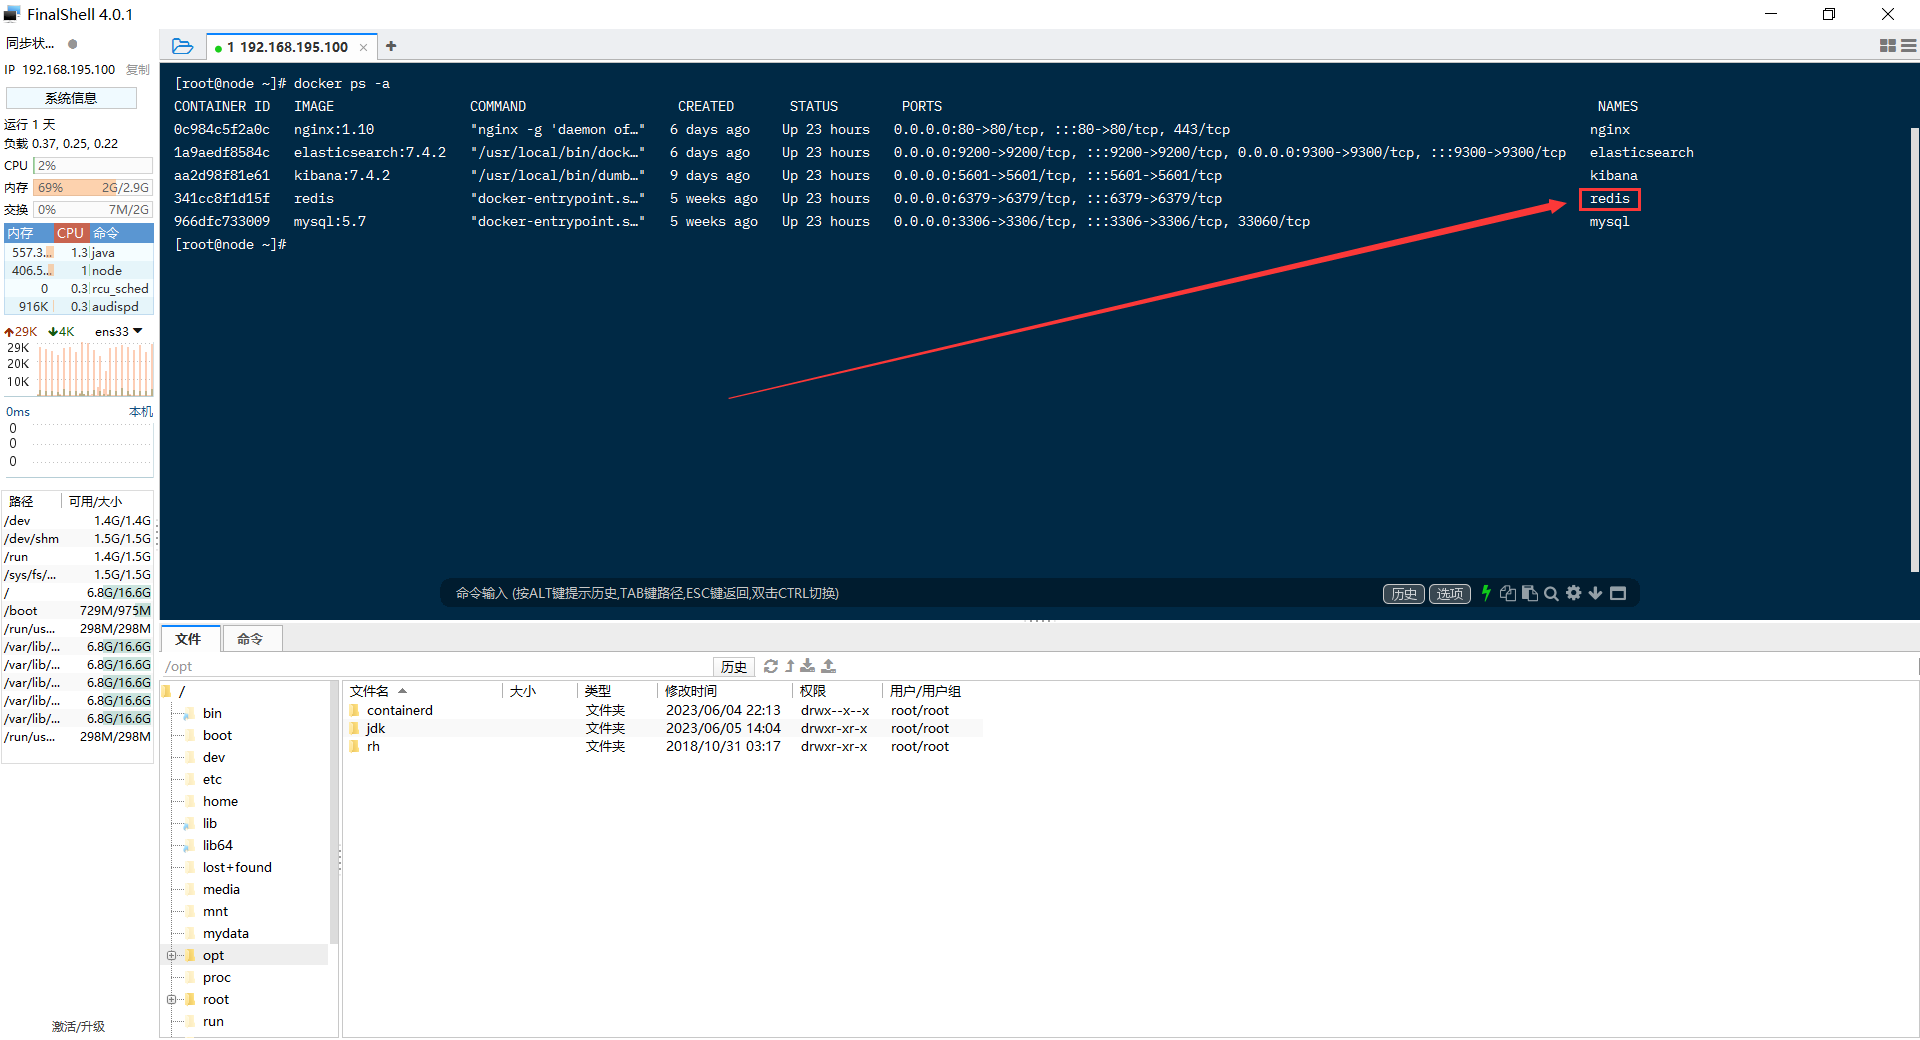 FinalShell 4.0.1
同步状...
IP 192.168.195.100 复制
系统信息
运行 1 天
负载 0.37, 0.25, 0.22
CPU 2%
内存 69% 2G/2.9G
交换 0% 7M/2G
内存 CPU 命令
557.3... 1.3 java
406.5... 1 node
0 0.3 rcu_sched
916K 0.3 audispd
29K 4K ens33
29K
20K
10K
0ms 本机
0
0
0
路径 可用/大小
/dev 1.4G/1.4G
/dev/shm 1.5G/1.5G
/run 1.4G/1.5G
/sys/fs/... 1.5G/1.5G
/ 6.8G/16.6G
/boot 729M/975M
/run/us... 298M/298M
/var/lib/... 6.8G/16.6G
/var/lib/... 6.8G/16.6G
/var/lib/... 6.8G/16.6G
/var/lib/... 6.8G/16.6G
/var/lib/... 6.8G/16.6G
/run/us... 298M/298M
激活/升级
1 192.168.195.100
[root@node ~]# docker ps -a
CONTAINER ID IMAGE COMMAND CREATED STATUS PORTS NAMES
0c984c5f2a0c nginx:1.10 "nginx -g 'daemon of…" 6 days ago Up 23 hours 0.0.0.0:80->80/tcp, :::80->80/tcp, 443/tcp nginx
1a9aedf8584c elasticsearch:7.4.2 "/usr/local/bin/dock…" 6 days ago Up 23 hours 0.0.0.0:9200->9200/tcp, :::9200->9200/tcp, 0.0.0.0:9300->9300/tcp, :::9300->9300/tcp elasticsearch
aa2d98f81e61 kibana:7.4.2 "/usr/local/bin/dumb…" 9 days ago Up 23 hours 0.0.0.0:5601->5601/tcp, :::5601->5601/tcp kibana
341cc8f1d15f redis "docker-entrypoint.s…" 5 weeks ago Up 23 hours 0.0.0.0:6379->6379/tcp, :::6379->6379/tcp redis
966dfc733009 mysql:5.7 "docker-entrypoint.s…" 5 weeks ago Up 23 hours 0.0.0.0:3306->3306/tcp, :::3306->3306/tcp, 33060/tcp mysql
[root@node ~]#
命令输入 (按ALT键提示历史,TAB键路径,ESC键返回,双击CTRL切换) 历史 选项
文件 命令
/opt 历史
/
bin
boot
dev
etc
home
lib
lib64
lost+found
media
mnt
mydata
opt
proc
root
run
文件名 大小 类型 修改时间 权限 用户/用户组
containerd 文件夹 2023/06/04 22:13 drwx--x--x root/root
jdk 文件夹 2023/06/05 14:04 drwxr-xr-x root/root
rh 文件夹 2018/10/31 03:17 drwxr-xr-x root/root